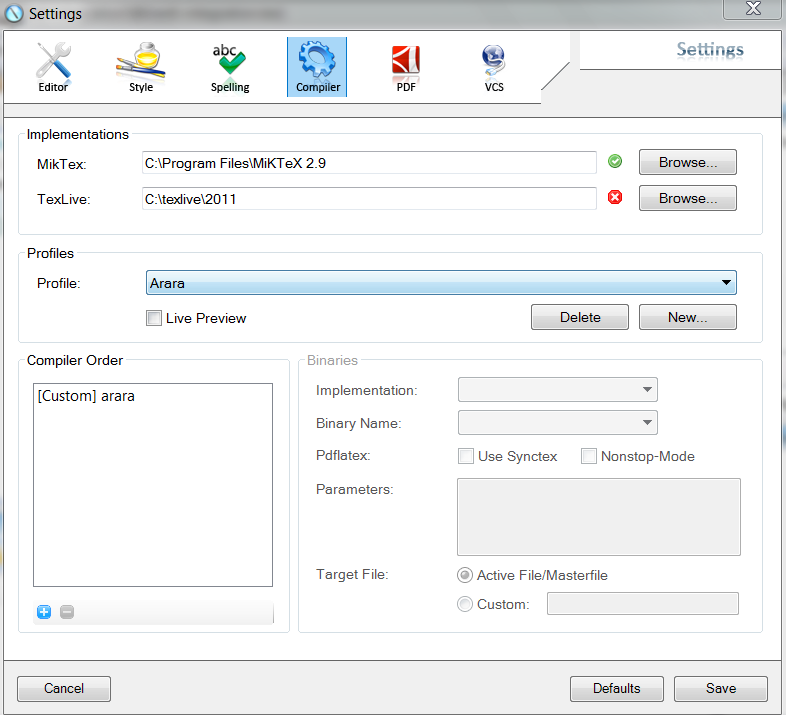 Settings
Settings
Editor
Style
abc
Spelling
Compiler
PDF
VCS
Implementations
MikTex: C:\Program Files\MiKTeX 2.9 Browse...
TexLive: C:\texlive\2011 Browse...
Profiles
Profile: Arara
Live Preview Delete New...
Compiler Order
[Custom] arara
Binaries
Implementation:
Binary Name:
Pdflatex: Use Synctex Nonstop-Mode
Parameters:
Target File: Active File/Masterfile
Custom:
Cancel Defaults Save